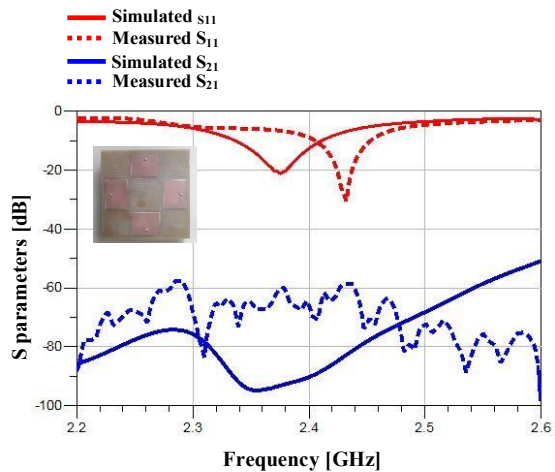 Simulated S11
Measured S11
Simulated S21
Measured S21
S parameters [dB]
0
-20
-40
-60
-80
-100
2.2
2.3
2.4
2.5
2.6
Frequency [GHz]